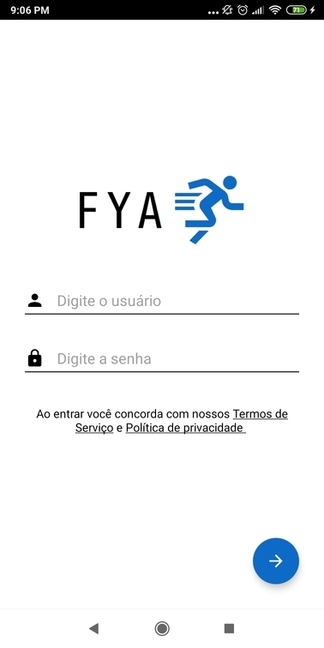 9:06 PM
71
FYA
Digite o usuário
Digite a senha
Ao entrar você concorda com nossos Termos de
Serviço e Política de privacidade